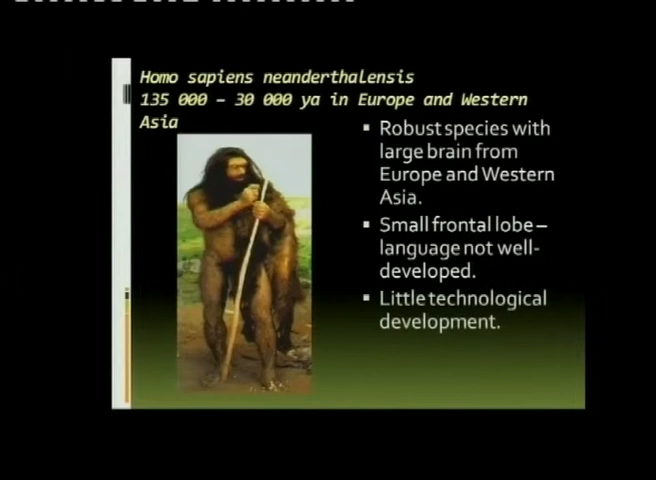 Homo sapiens neanderthalensis
135 000 – 30 000 ya in Europe and Western
Asia
▪ Robust species with
large brain from
Europe and Western
Asia.
▪ Small frontal lobe –
language not well-
developed.
▪ Little technological
development.